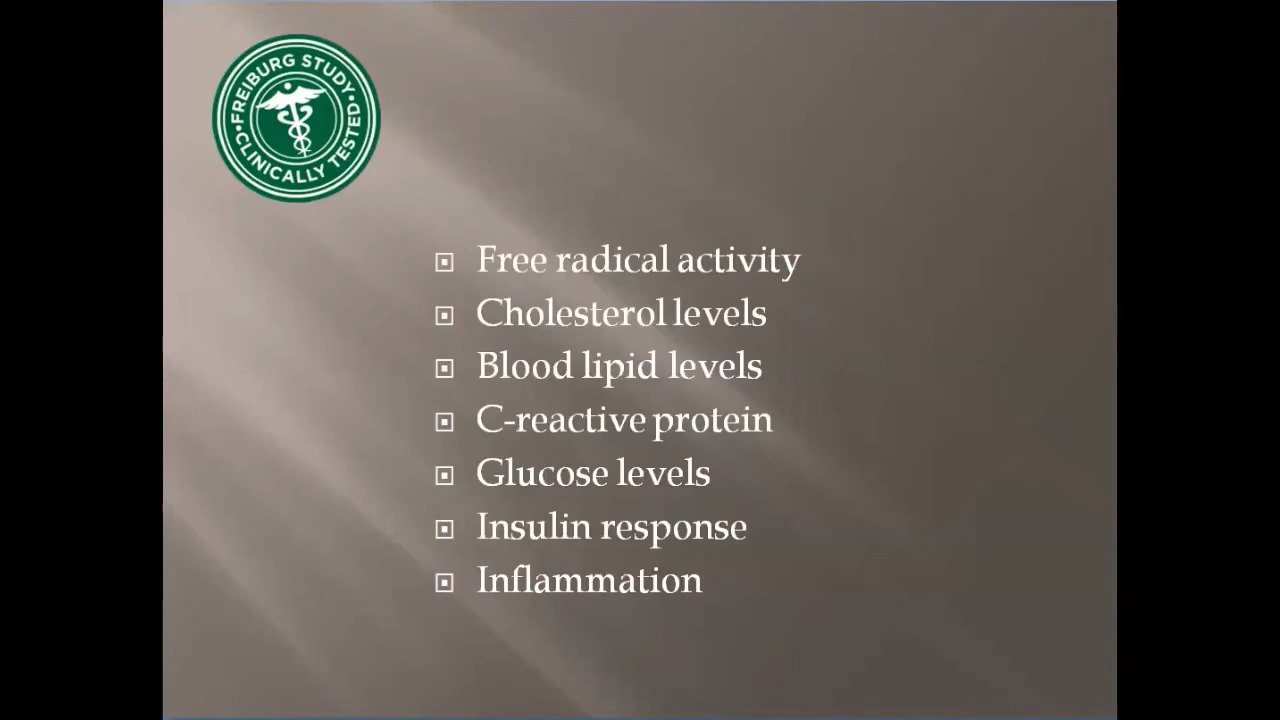 FREIBURG STUDY
CLINICALLY TESTED
Free radical activity
Cholesterol levels
Blood lipid levels
C-reactive protein
Glucose levels
Insulin response
Inflammation